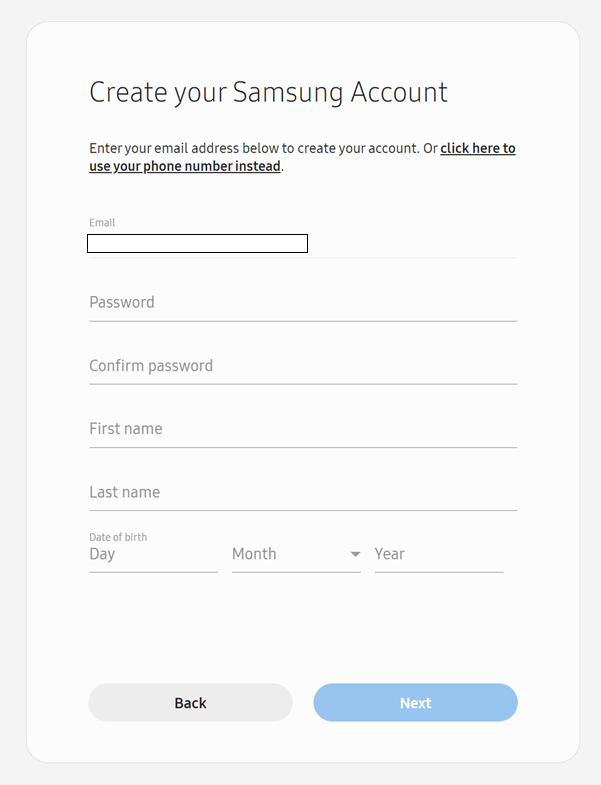 Create your Samsung Account
Enter your email address below to create your account. Or click here to
use your phone number instead.
Email
Password
Confirm password
First name
Last name
Date of birth
Day Month Year
Back Next